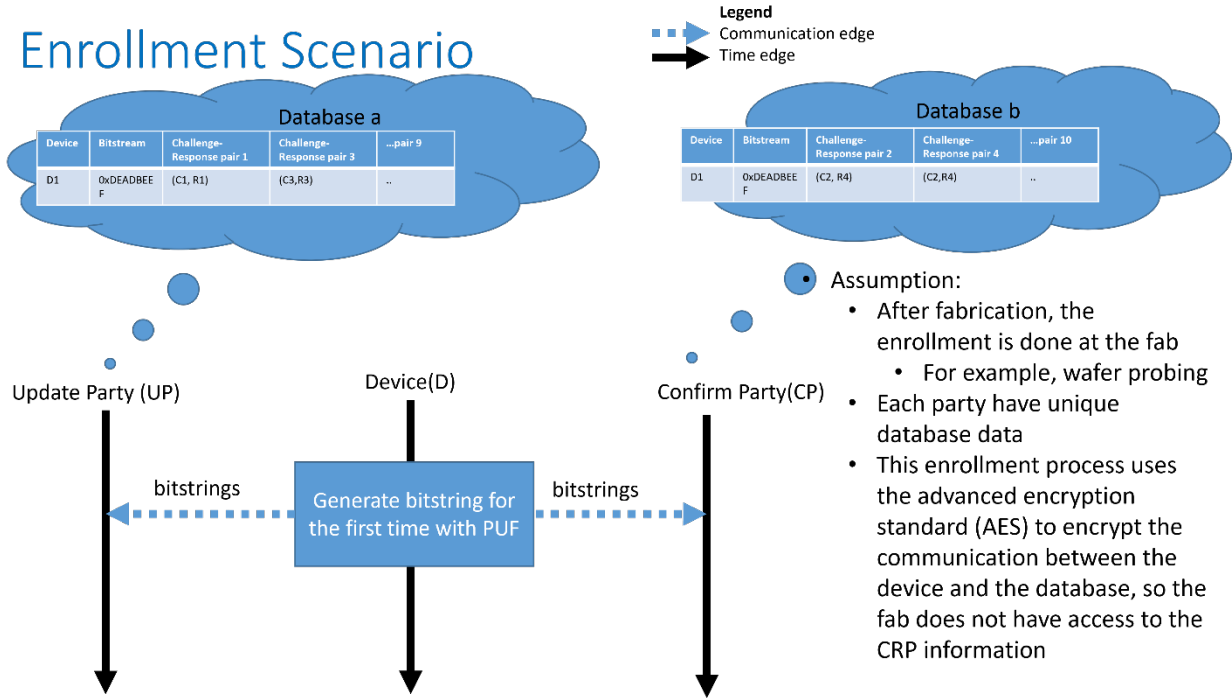 Enrollment Scenario
Legend
Communication edge
Time edge
Database a
Device
Bitstream
Challenge-
Response pair 1
Challenge-
Response pair 3
...pair 9
D1
0xDEADBEE
F
(C1, R1)
(C3,R3)
..
Database b
Device
Bitstream
Challenge-
Response pair 2
Challenge-
Response pair 4
...pair 10
D1
0xDEADBEE
F
(C2, R4)
(C2,R4)
..
Update Party (UP)
Device(D)
Confirm Party(CP)
bitstrings
Generate bitstring for
the first time with PUF
bitstrings
• Assumption:
• After fabrication, the
enrollment is done at the fab
• For example, wafer probing
• Each party have unique
database data
• This enrollment process uses
the advanced encryption
standard (AES) to encrypt the
communication between the
device and the database, so the
fab does not have access to the
CRP information